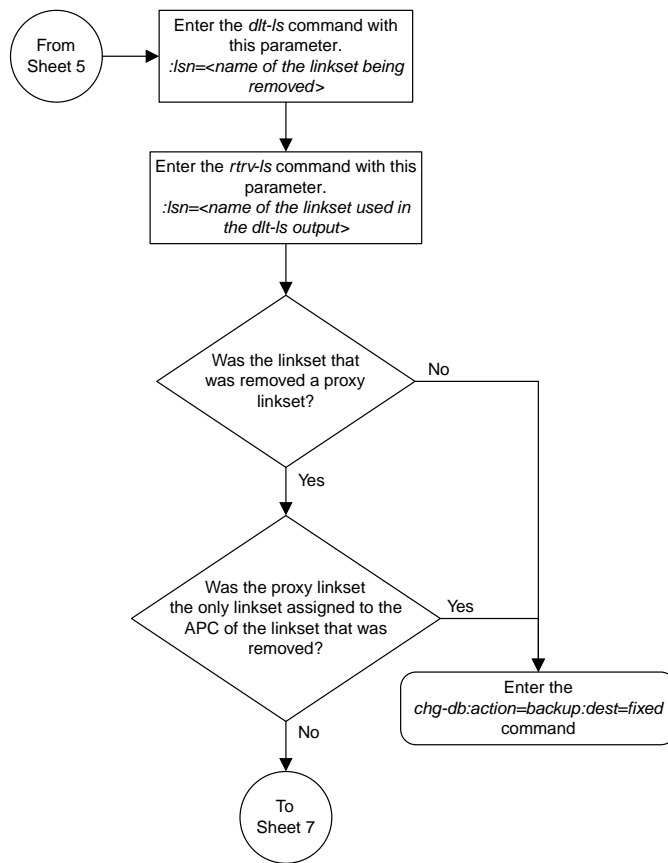 From
Sheet 5
Enter the dlt-ls command with
this parameter.
:lsn=<name of the linkset being
removed>
Enter the rtrv-ls command with this
parameter.
:lsn=<name of the linkset used in
the dlt-ls output>
Was the linkset that
was removed a proxy
linkset?
No
Yes
Was the proxy linkset
the only linkset assigned to the
APC of the linkset that was
removed?
Yes
Enter the
chg-db:action=backup:dest=fixed
command
No
To
Sheet 7